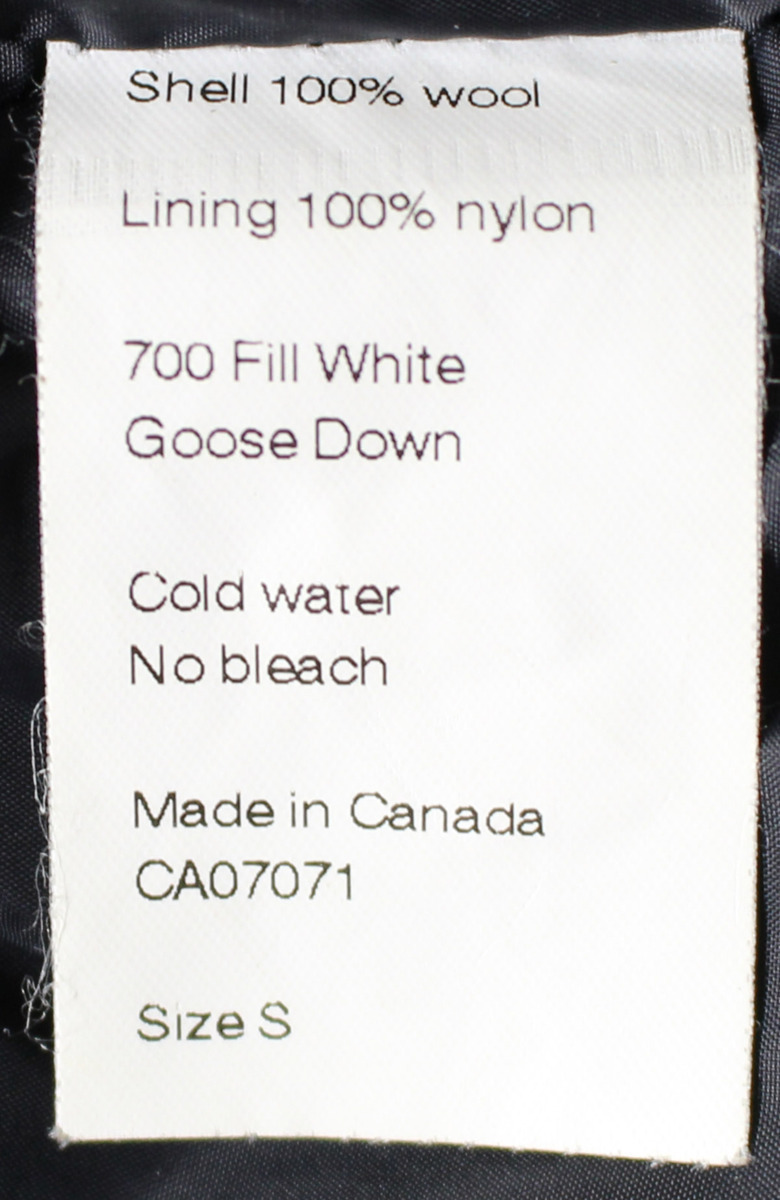 Shell 100% wool
Lining 100% nylon
700 Fill White
Goose Down
Cold water
No bleach
Made in Canada
CA07071
Size S